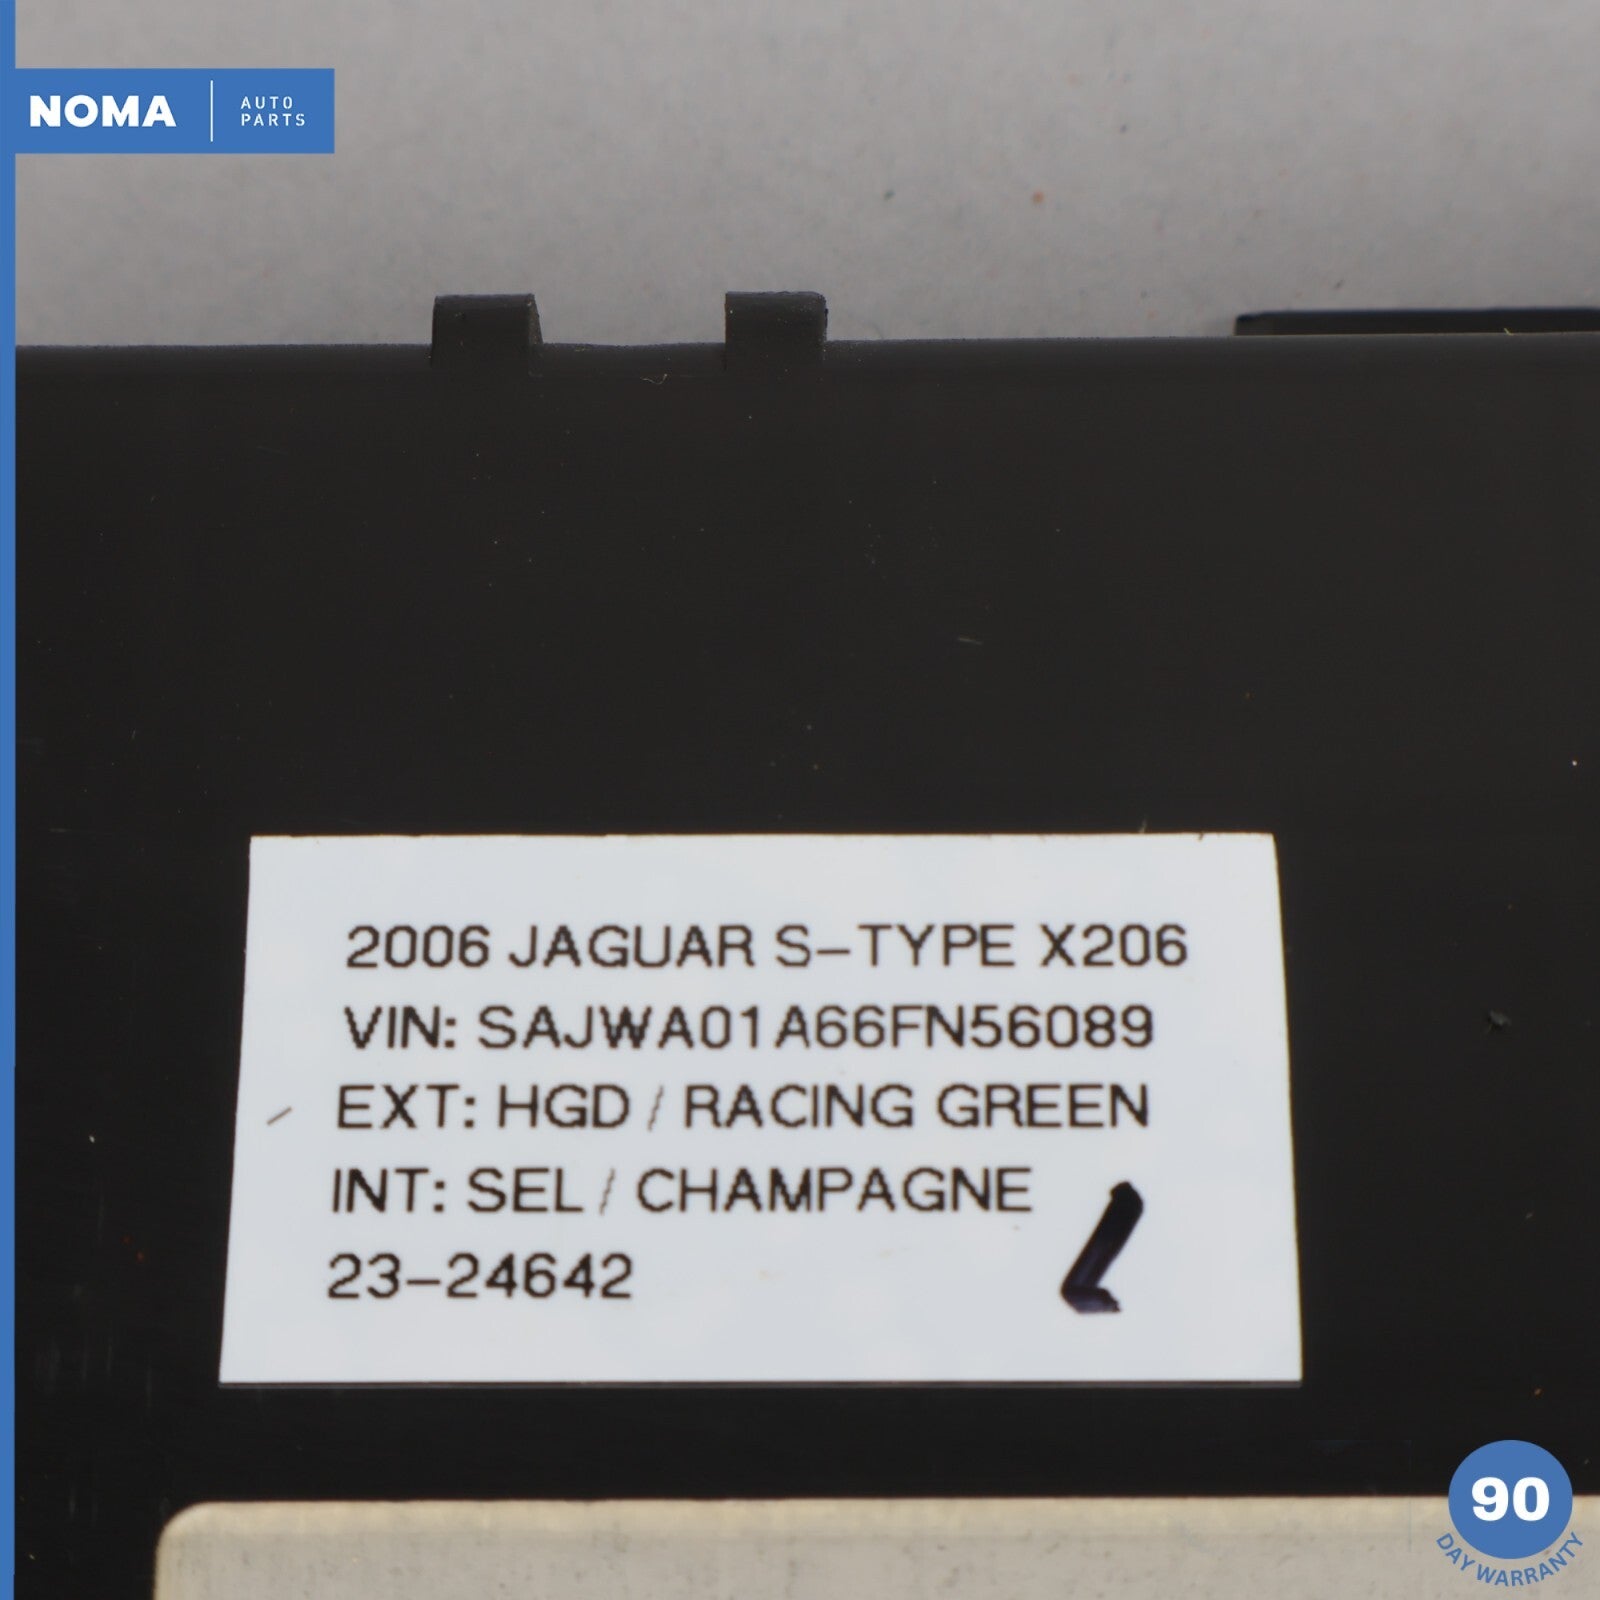 NOMA
AUTO
PARTS
2006 JAGUAR S-TYPE X206
VIN: SAJWA01A66FN56089
EXT: HGD / RACING GREEN
INT: SEL / CHAMPAGNE
23-24642
90
DAY WARRANTY